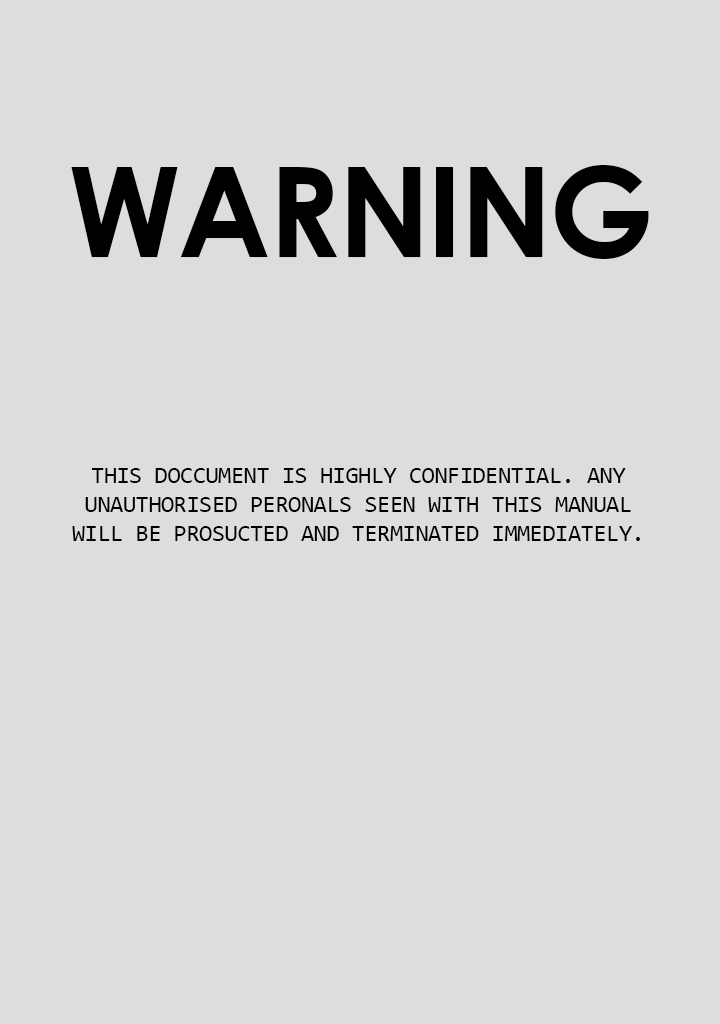 WARNING
THIS DOCCUMENT IS HIGHLY CONFIDENTIAL. ANY
UNAUTHORISED PERONALS SEEN WITH THIS MANUAL
WILL BE PROSUCTED AND TERMINATED IMMEDIATELY.